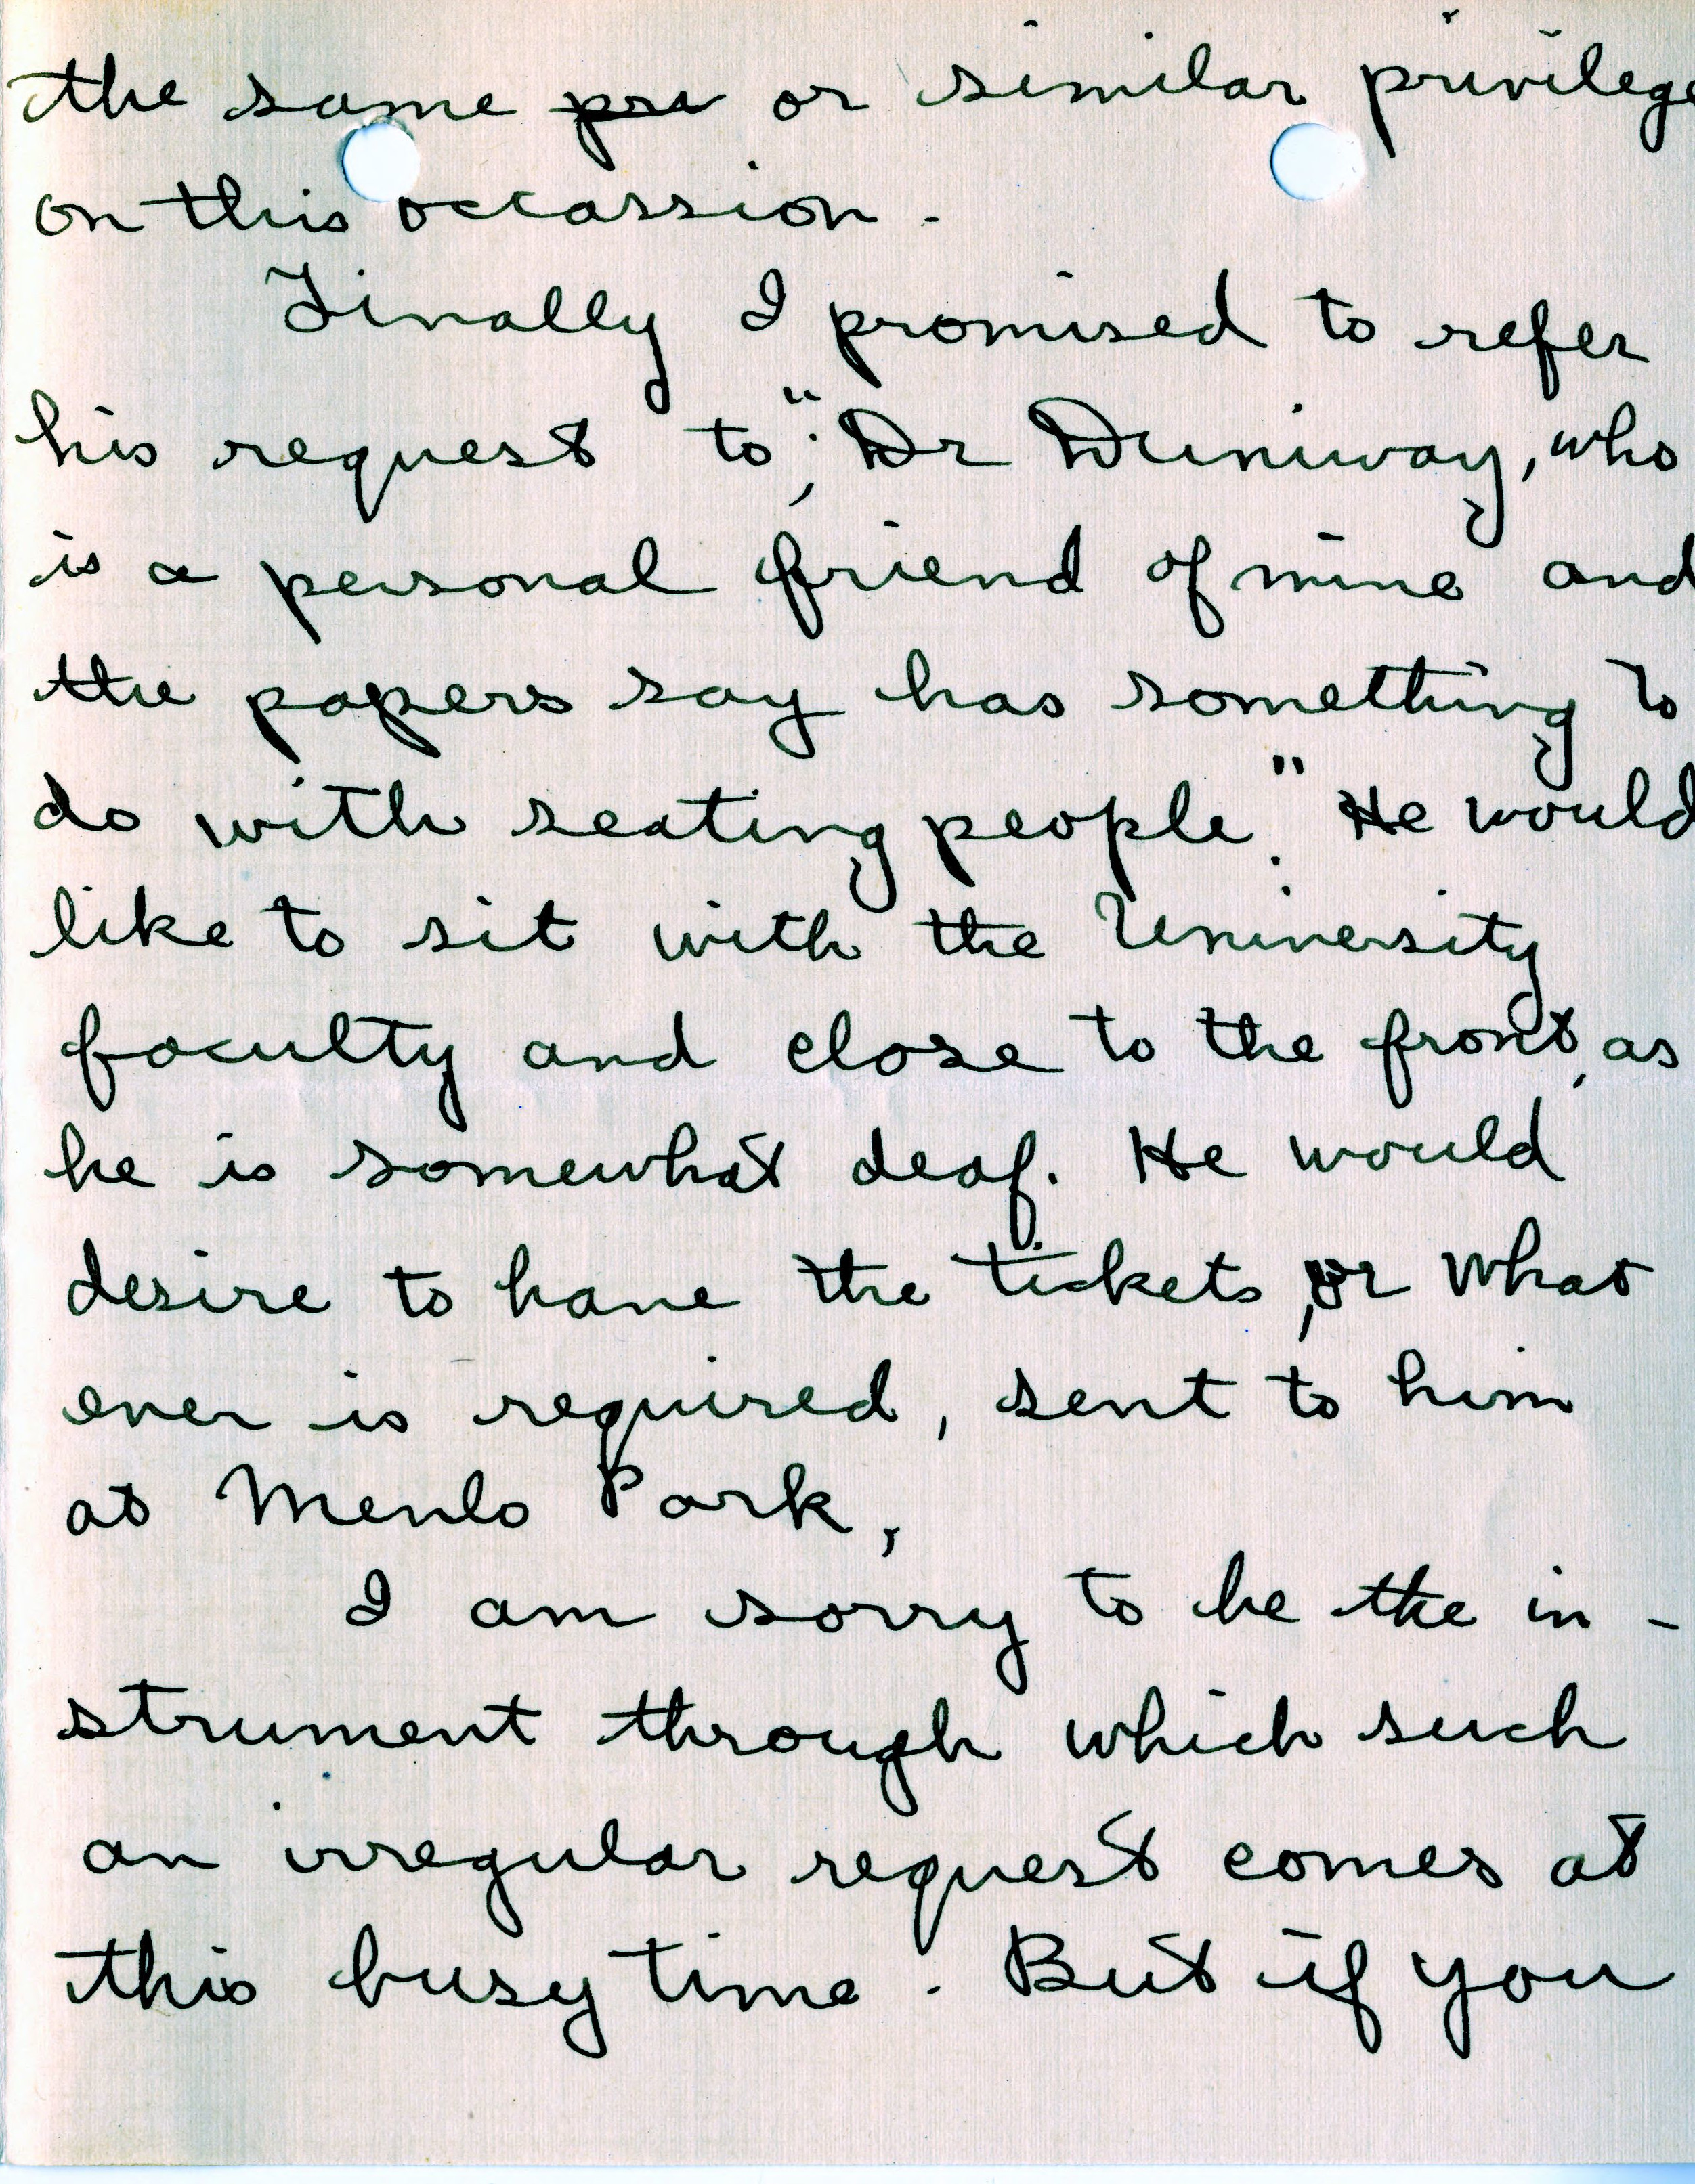 the same pri or similar privilege
on this occassion.
Finally I promised to refer
his request to, "Dr Duniway, who
is a personal friend of mine and
the papers say has something to
do with seating people." He would
like to sit with the University
faculty and close to the front, as
he is somewhat deaf. He would
desire to have the tickets, or what
ever is required, sent to him
at Menlo Park,
I am sorry to be the in-
strument through which such
an irregular request comes at
this busy time. But if you